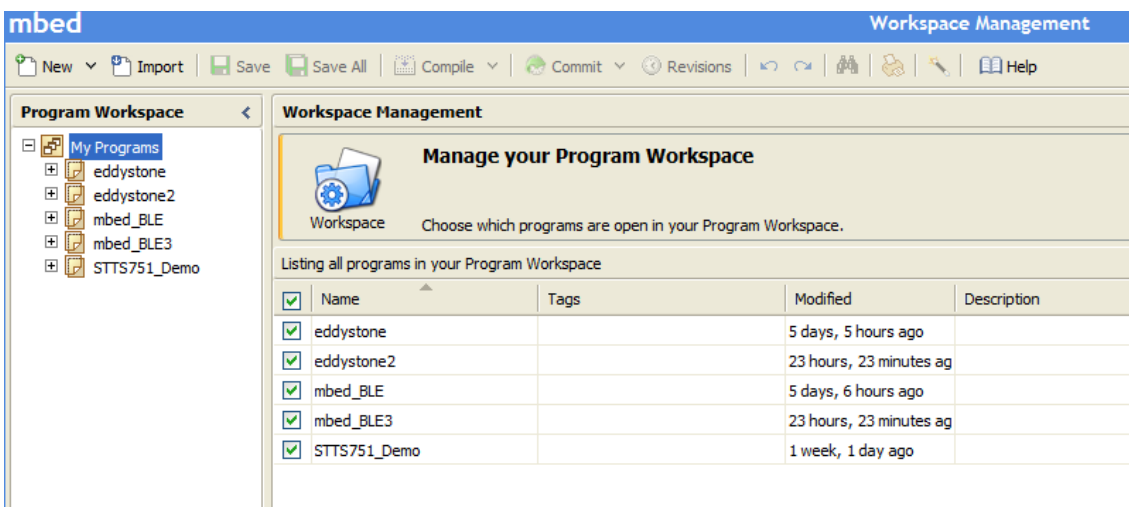 mbed Workspace Management
New Import Save Save All Compile Commit Revisions Help
Program Workspace
My Programs
eddystone
eddystone2
mbed_BLE
mbed_BLE3
STTS751_Demo
Workspace Management
Manage your Program Workspace
Workspace
Choose which programs are open in your Program Workspace.
Listing all programs in your Program Workspace
Name Tags Modified Description
eddystone 5 days, 5 hours ago
eddystone2 23 hours, 23 minutes ag
mbed_BLE 5 days, 6 hours ago
mbed_BLE3 23 hours, 23 minutes ag
STTS751_Demo 1 week, 1 day ago